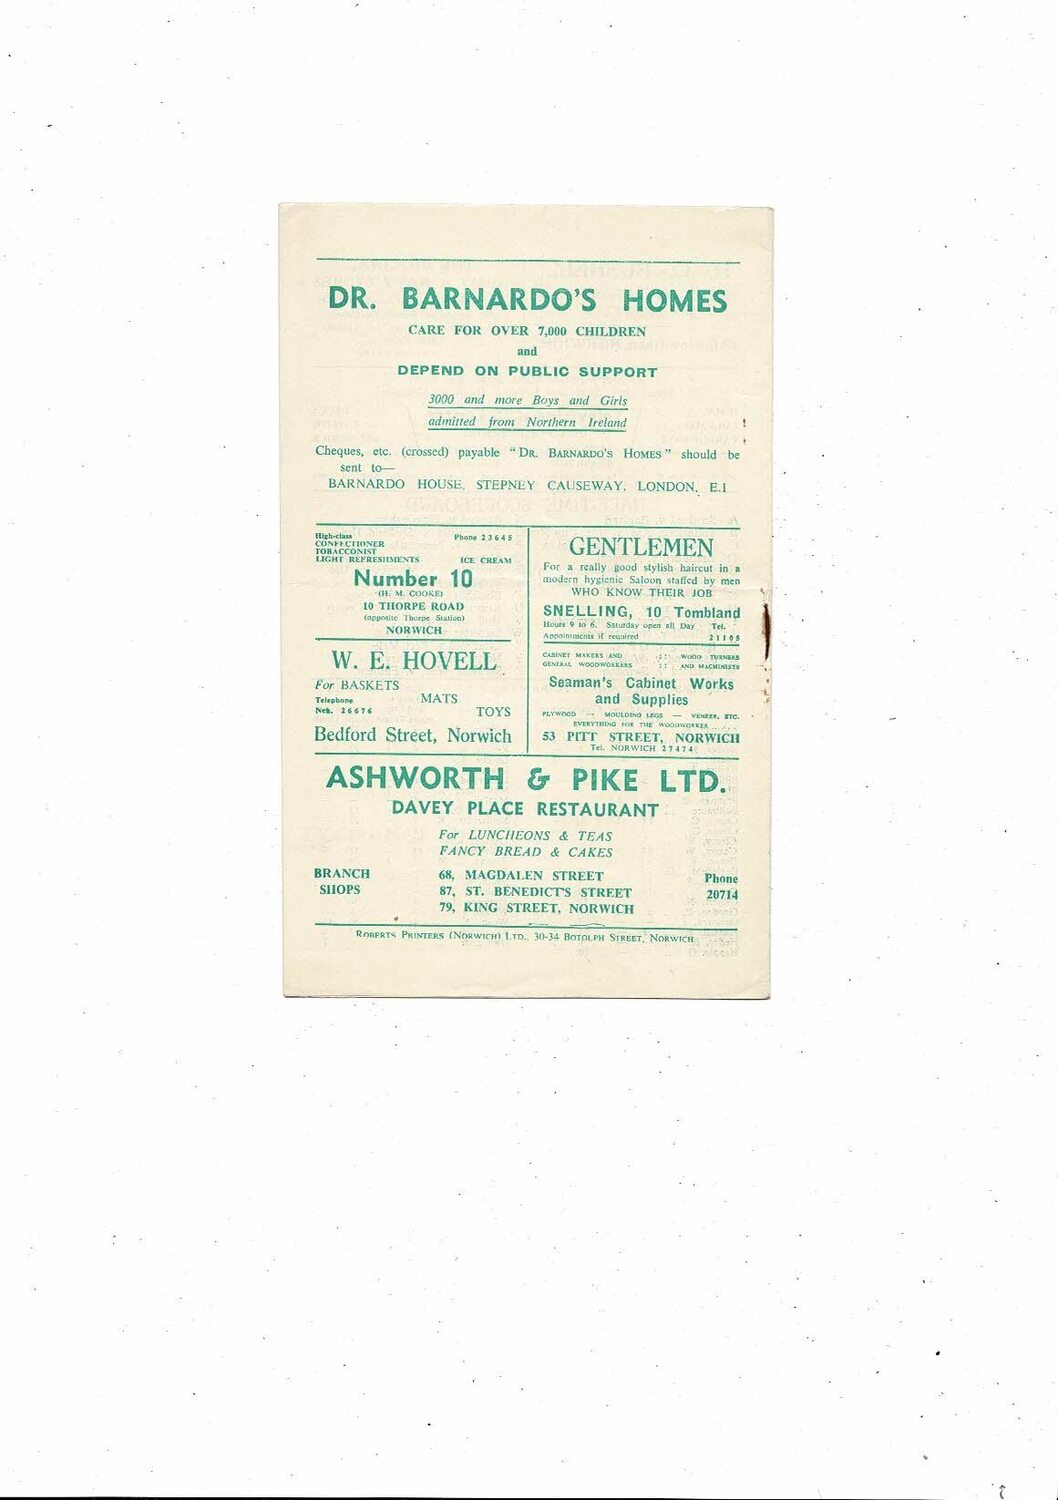 DR. BARNARDO'S HOMES
CARE FOR OVER 7,000 CHILDREN
and
DEPEND ON PUBLIC SUPPORT
3000 and more Boys and Girls
admitted from Northern Ireland
Cheques, etc. (crossed) payable "DR. BARNARDO'S HOMES" should be
sent to—
BARNARDO HOUSE, STEPNEY CAUSEWAY, LONDON, E.1
High-class Phone 23645
CONFECTIONER
TOBACCONIST
LIGHT REFRESHMENTS ICE CREAM
Number 10
(H. M. COOKE)
10 THORPE ROAD
(opposite Thorpe Station)
NORWICH
W. E. HOVELL
For BASKETS
Telephone MATS
Nch. 26676 TOYS
Bedford Street, Norwich
GENTLEMEN
For a really good stylish haircut in a
modern hygienic Saloon staffed by men
WHO KNOW THEIR JOB
SNELLING, 10 Tombland
Hours 9 to 6. Saturday open all Day Tel.
Appointments if required 21105
CABINET MAKERS AND :: WOOD TURNERS
GENERAL WOODWORKERS :: AND MACHINISTS
Seaman's Cabinet Works
and Supplies
PLYWOOD — MOULDING LEGS — VENEER, ETC.
EVERYTHING FOR THE WOODWORKER
53 PITT STREET, NORWICH
Tel. NORWICH 27474
ASHWORTH & PIKE LTD.
DAVEY PLACE RESTAURANT
For LUNCHEONS & TEAS
FANCY BREAD & CAKES
BRANCH 68, MAGDALEN STREET Phone
SHOPS 87, ST. BENEDICT'S STREET 20714
79, KING STREET, NORWICH
ROBERTS PRINTERS (NORWICH) LTD., 30-34 BOTOLPH STREET, NORWICH